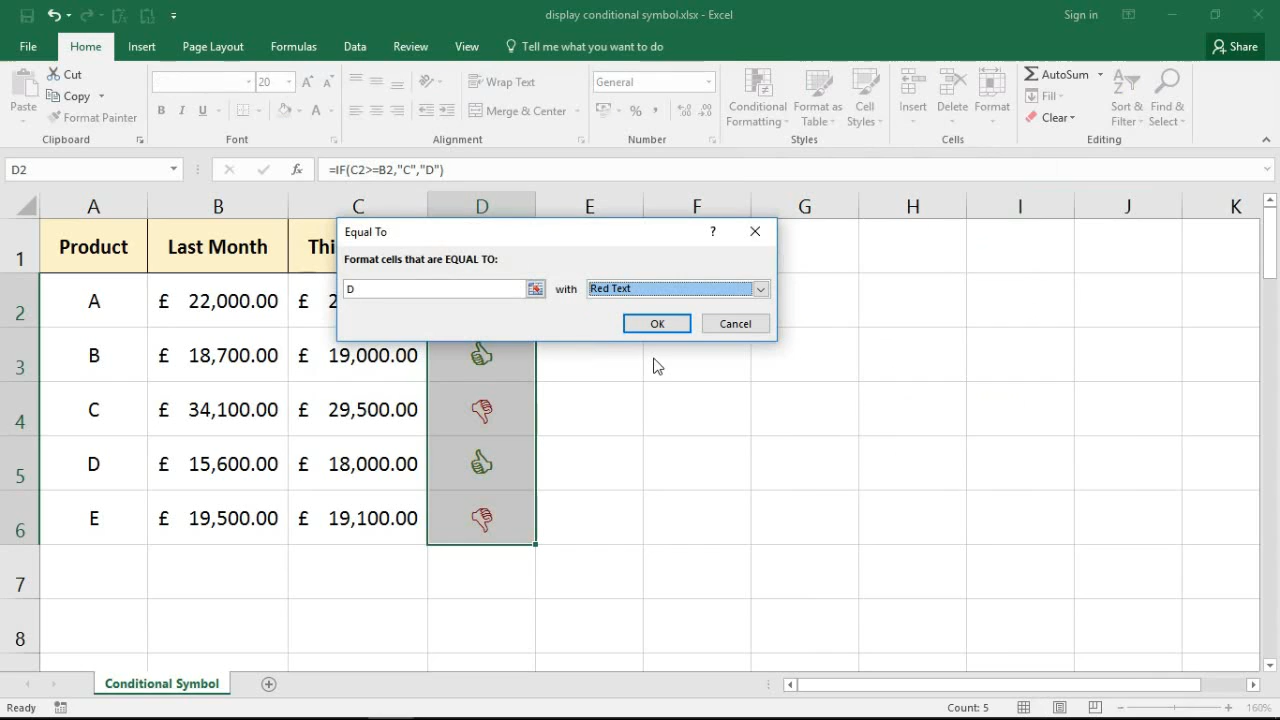 display conditional symbol.xlsx - Excel
Sign in
File Home Insert Page Layout Formulas Data Review View Tell me what you want to do Share
Paste
Cut
Copy
Format Painter
Clipboard
20
B I U
A
Font
Wrap Text
Merge & Center
Alignment
General
%
Number
Conditional Formatting
Format as Table
Cell Styles
Styles
Insert
Delete
Format
Cells
AutoSum
Fill
Clear
Sort & Filter
Find & Select
Editing
D2
fx
=IF(C2>=B2,"C","D")
A B C D E F G H I J K
1 Product Last Month Thi
2 A £ 22,000.00 £ 2
3 B £ 18,700.00 £ 19,000.00
4 C £ 34,100.00 £ 29,500.00
5 D £ 15,600.00 £ 18,000.00
6 E £ 19,500.00 £ 19,100.00
7
8
Equal To ?
Format cells that are EQUAL TO:
D with Red Text
OK Cancel
Conditional Symbol
Ready
Count: 5
160%